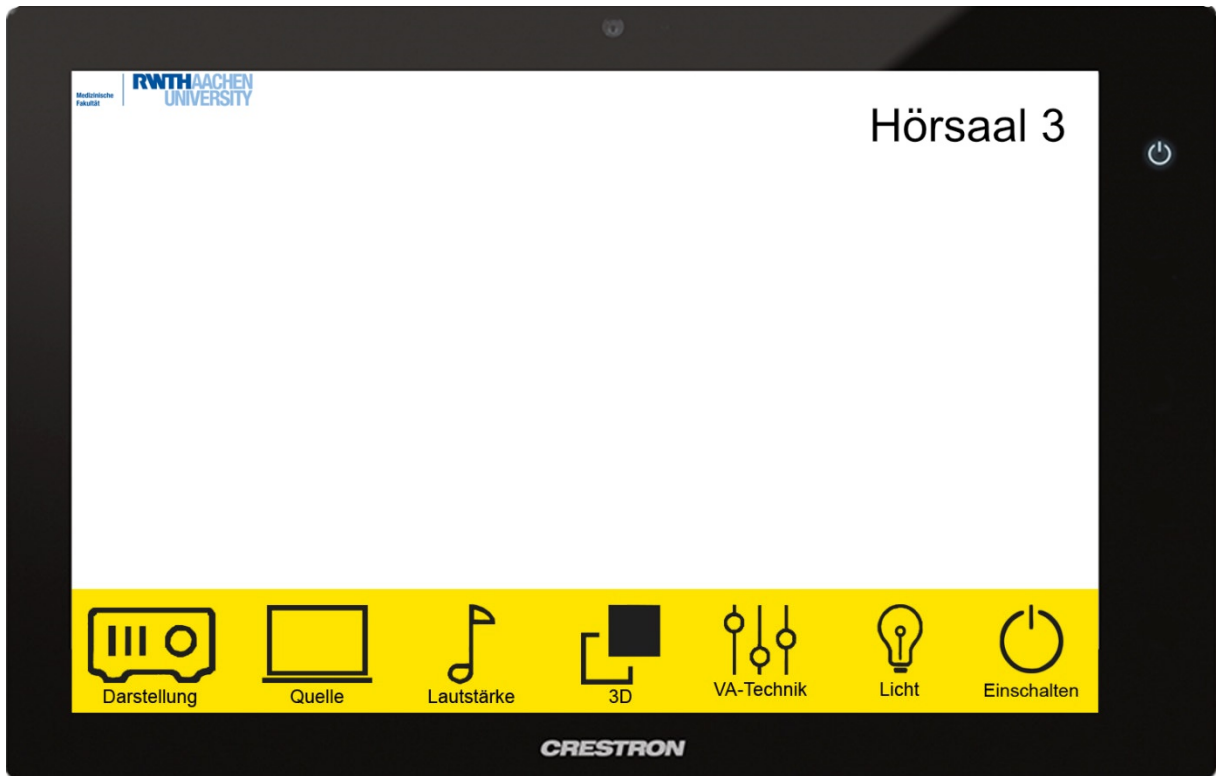 Medizinische
Fakultät
RWTHAACHEN
UNIVERSITY
Hörsaal 3
Darstellung
Quelle
Lautstärke
3D
VA-Technik
Licht
Einschalten
CRESTRON